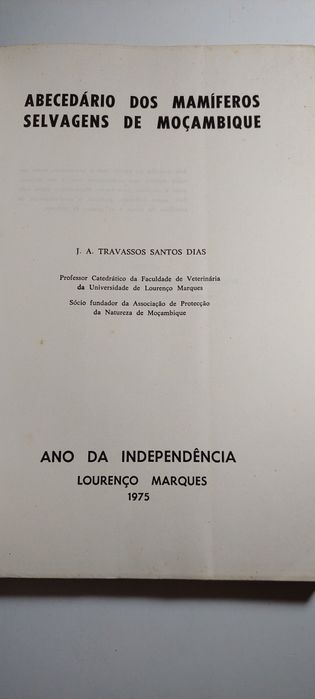 ABECEDÁRIO DOS MAMÍFEROS
SELVAGENS DE MOÇAMBIQUE
J. A. TRAVASSOS SANTOS DIAS
Professor Catedrático da Faculdade de Veterinária
da Universidade de Lourenço Marques
Sócio fundador da Associação de Protecção
da Natureza de Moçambique
ANO DA INDEPENDÊNCIA
LOURENÇO MARQUES
1975